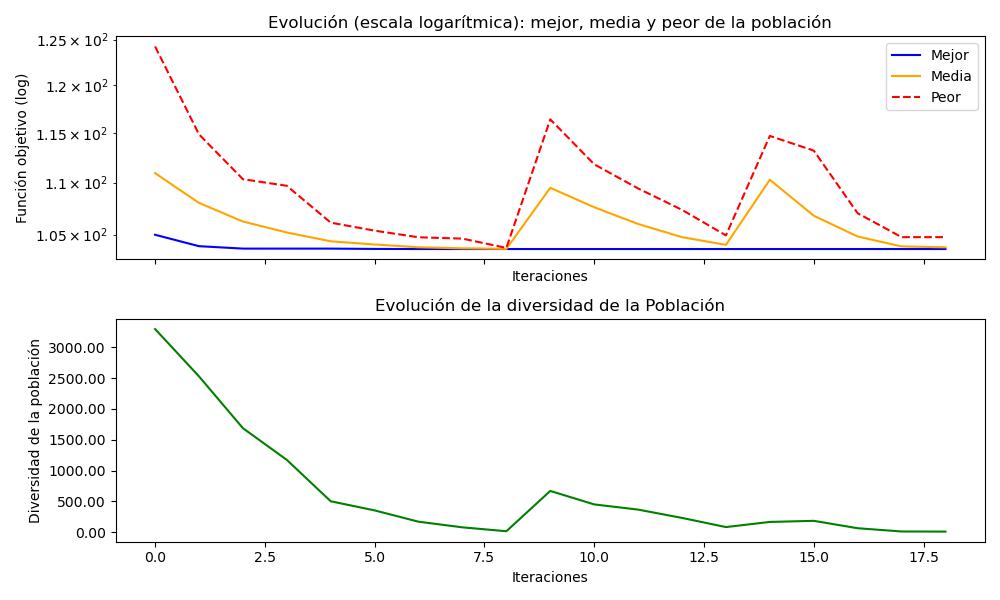 Evolución (escala logarítmica): mejor, media y peor de la población
Función objetivo (log)
1.25 × 10²
1.2 × 10²
1.15 × 10²
1.1 × 10²
1.05 × 10²
Mejor
Media
Peor
Iteraciones
Evolución de la diversidad de la Población
Diversidad de la población
3000.00
2500.00
2000.00
1500.00
1000.00
500.00
0.00
0.0 2.5 5.0 7.5 10.0 12.5 15.0 17.5
Iteraciones